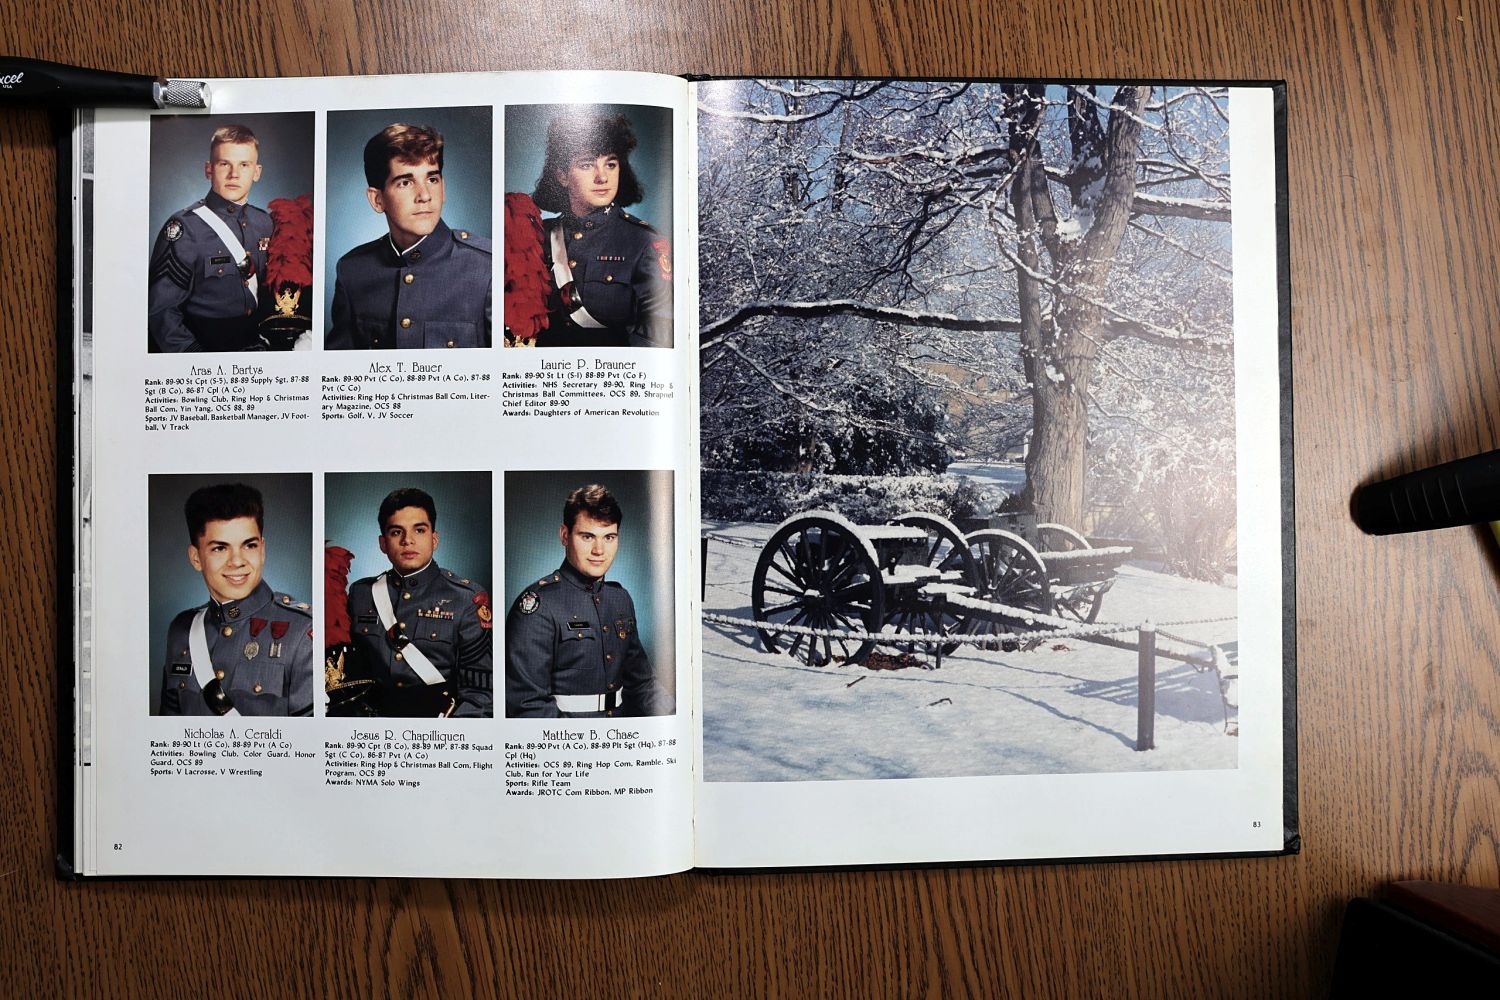 xcel
USA
Aras A. Bartys
Rank: 89-90 St Cpt (S-5), 88-89 Supply Sgt, 87-88
Sgt (B Co), 86-87 Cpl (A Co)
Activities: Bowling Club, Ring Hop & Christmas
Ball Com, Yin Yang, OCS 88, 89
Sports: JV Baseball, Basketball Manager, JV Foot-
ball, V Track
Alex T. Bauer
Rank: 89-90 Pvt (C Co), 88-89 Pvt (A Co), 87-88
Pvt (C Co)
Activities: Ring Hop & Christmas Ball Com, Liter-
ary Magazine, OCS 88
Sports: Golf, V, JV Soccer
Laurie P. Brauner
Rank: 89-90 St Lt (S-1) 88-89 Pvt (Co F)
Activities: NHS Secretary 89-90, Ring Hop &
Christmas Ball Committees, OCS 89, Shrapnel
Chief Editor 89-90
Awards: Daughters of American Revolution
Nicholas A. Ceraldi
Rank: 89-90 Lt (G Co), 88-89 Pvt (A Co)
Activities: Bowling Club, Color Guard, Honor
Guard, OCS 89
Sports: V Lacrosse, V Wrestling
Jesus R. Chapilliquen
Rank: 89-90 Cpt (B Co), 88-89 MP, 87-88 Squad
Sgt (C Co), 86-87 Pvt (A Co)
Activities: Ring Hop & Christmas Ball Com, Flight
Program, OCS 89
Awards: NYMA Solo Wings
Matthew B. Chase
Rank: 89-90 Pvt (A Co), 88-89 Plt Sgt (Hq), 87-88
Cpl (Hq)
Activities: OCS 89, Ring Hop Com, Ramble, Ski
Club, Run for Your Life
Sports: Rifle Team
Awards: JROTC Com Ribbon, MP Ribbon
82
83